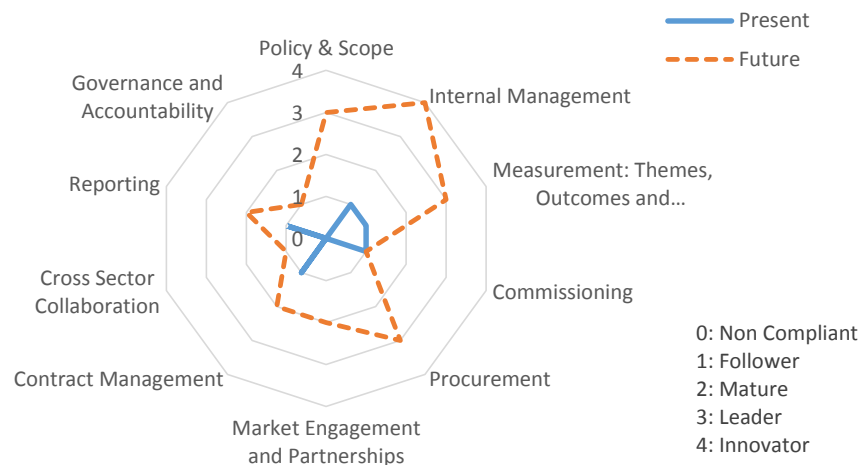 Present
Future
Policy & Scope
4
3
2
1
0
Internal Management
Measurement: Themes,
Outcomes and…
Commissioning
Procurement
Market Engagement
and Partnerships
Contract Management
Cross Sector
Collaboration
Reporting
Governance and
Accountability
0: Non Compliant
1: Follower
2: Mature
3: Leader
4: Innovator